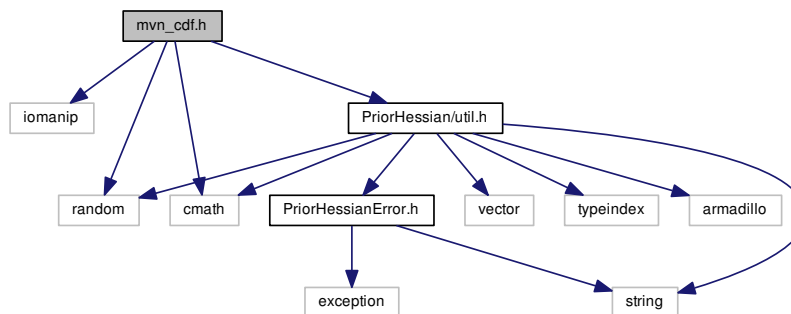 mvn_cdf.h
iomanip
PriorHessian/util.h
random
cmath
PriorHessianError.h
vector
typeindex
armadillo
exception
string